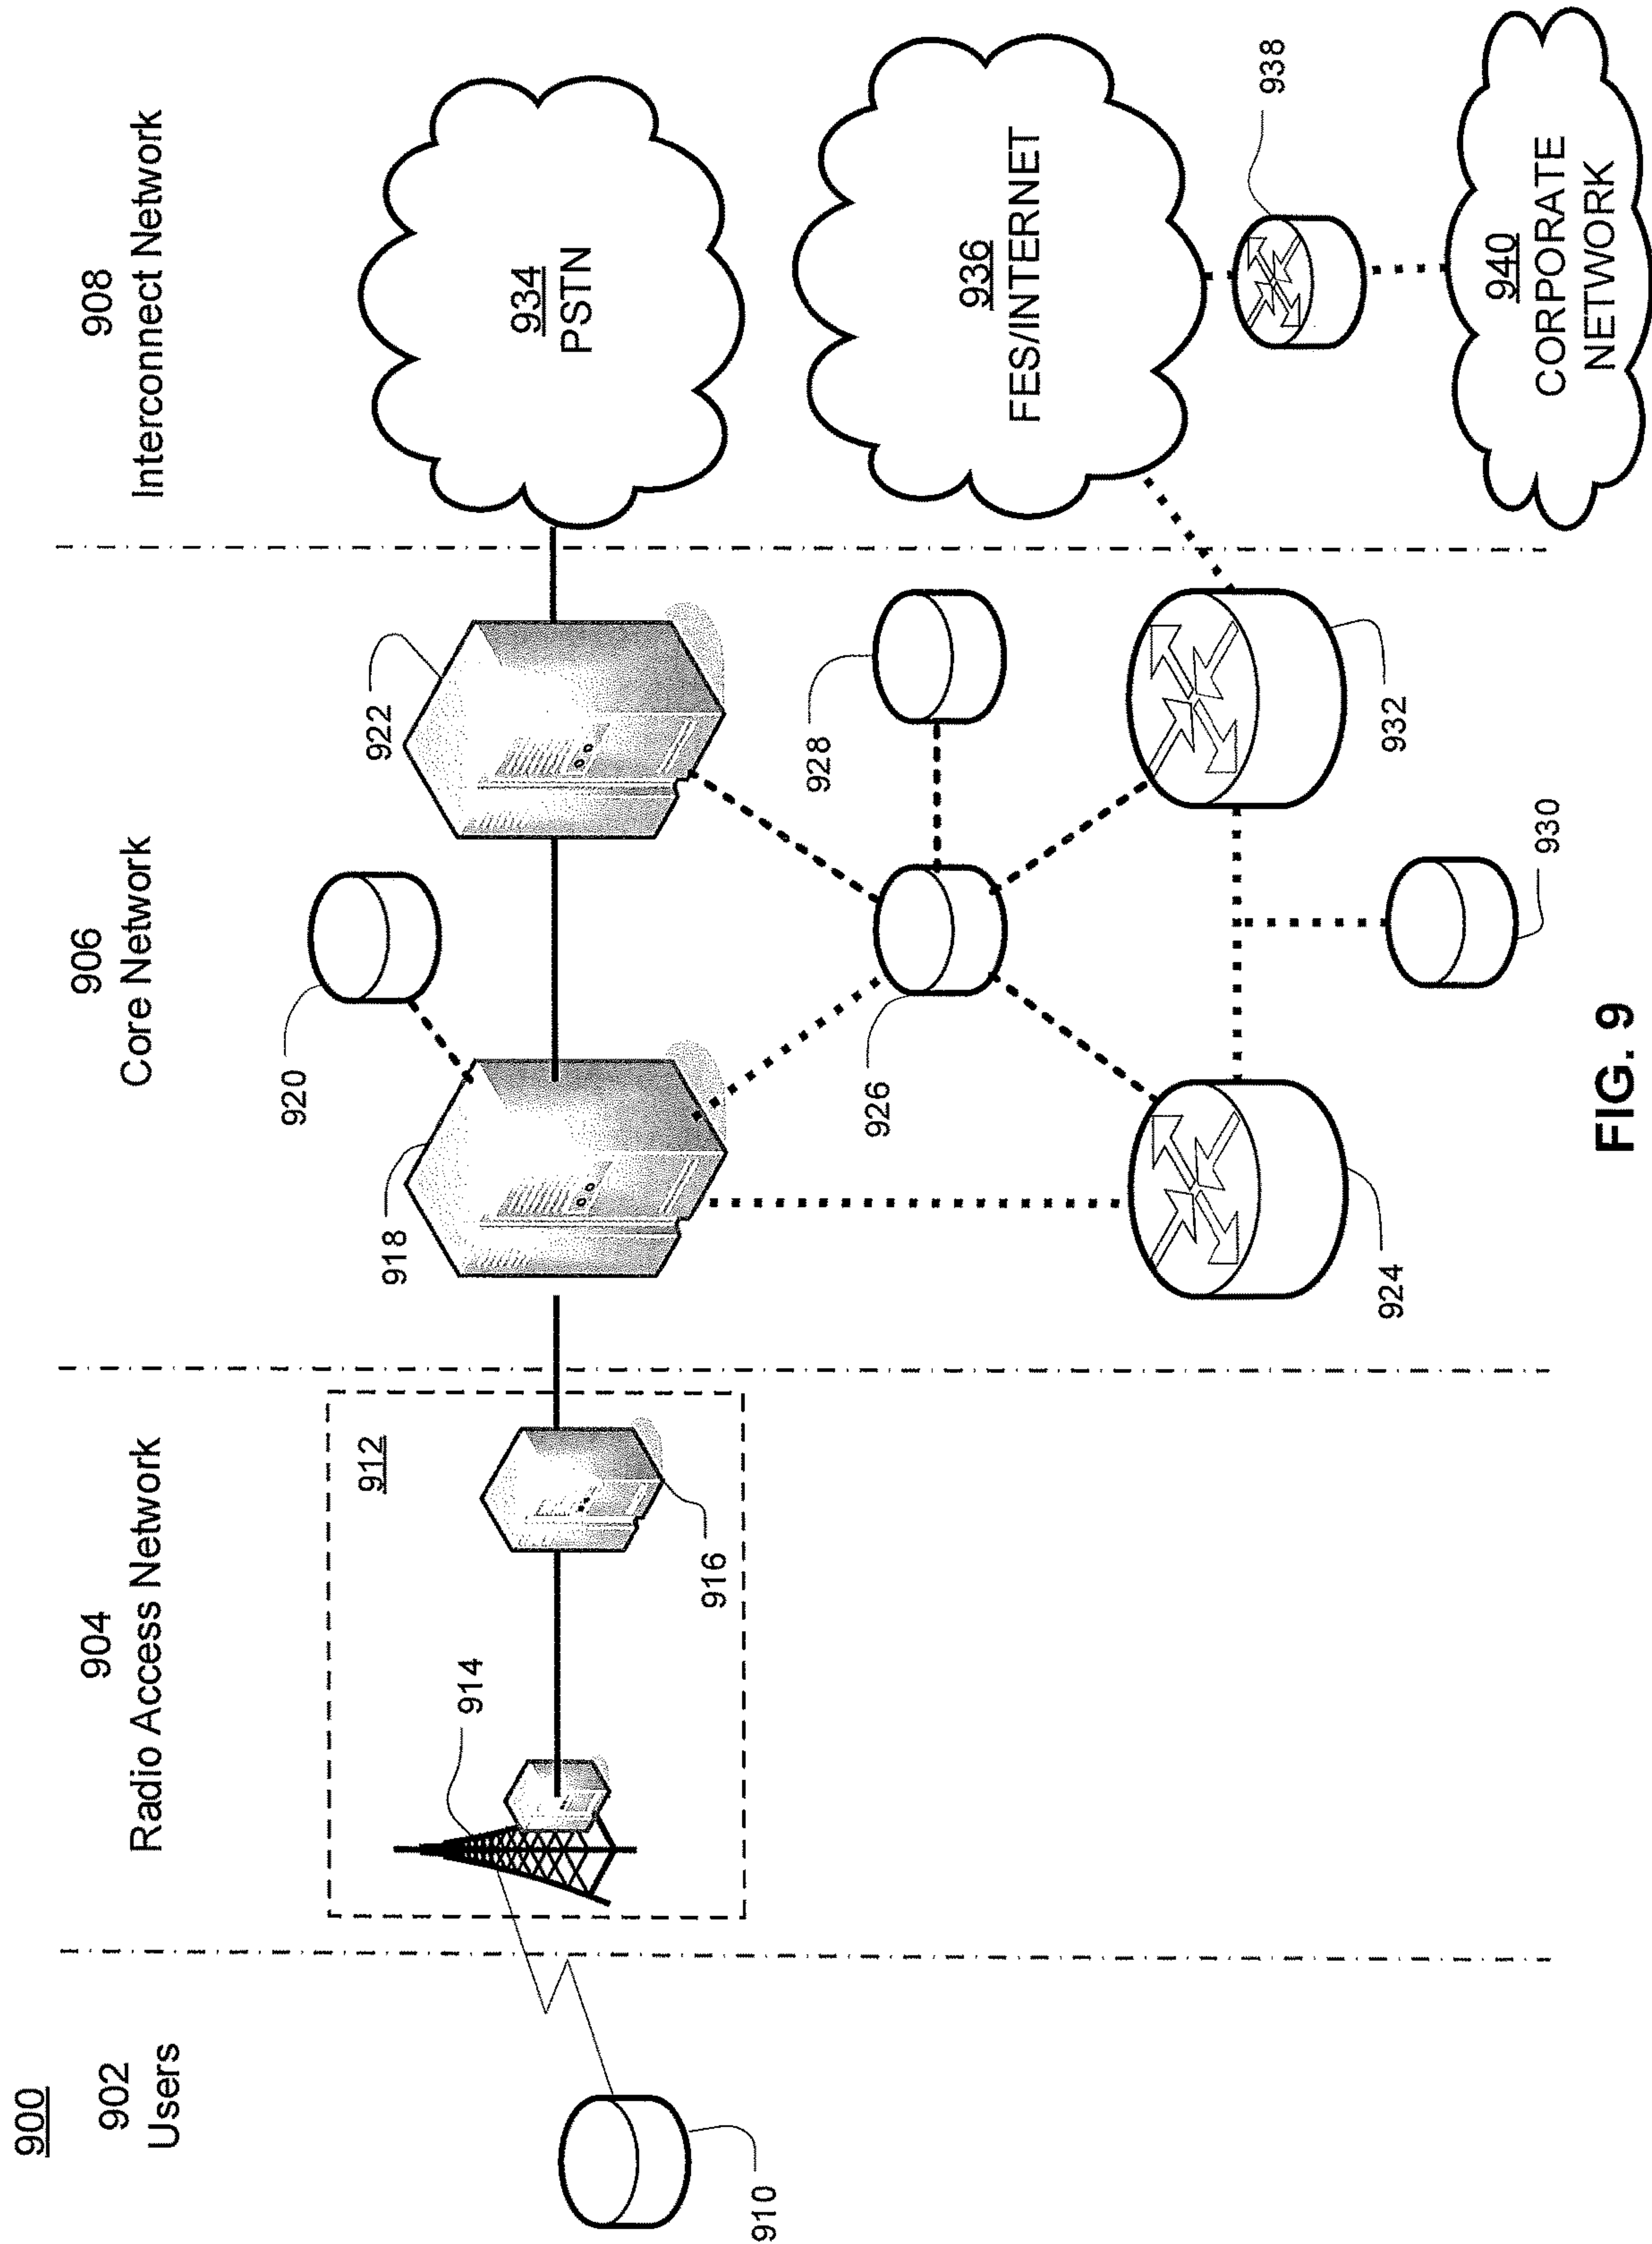 900
902
Users
904
Radio Access Network
906
Core Network
908
Interconnect Network
910
912
914
916
918
920
922
924
926
928
930
932
934
PSTN
936
FES/INTERNET
938
940
CORPORATE
NETWORK
FIG. 9